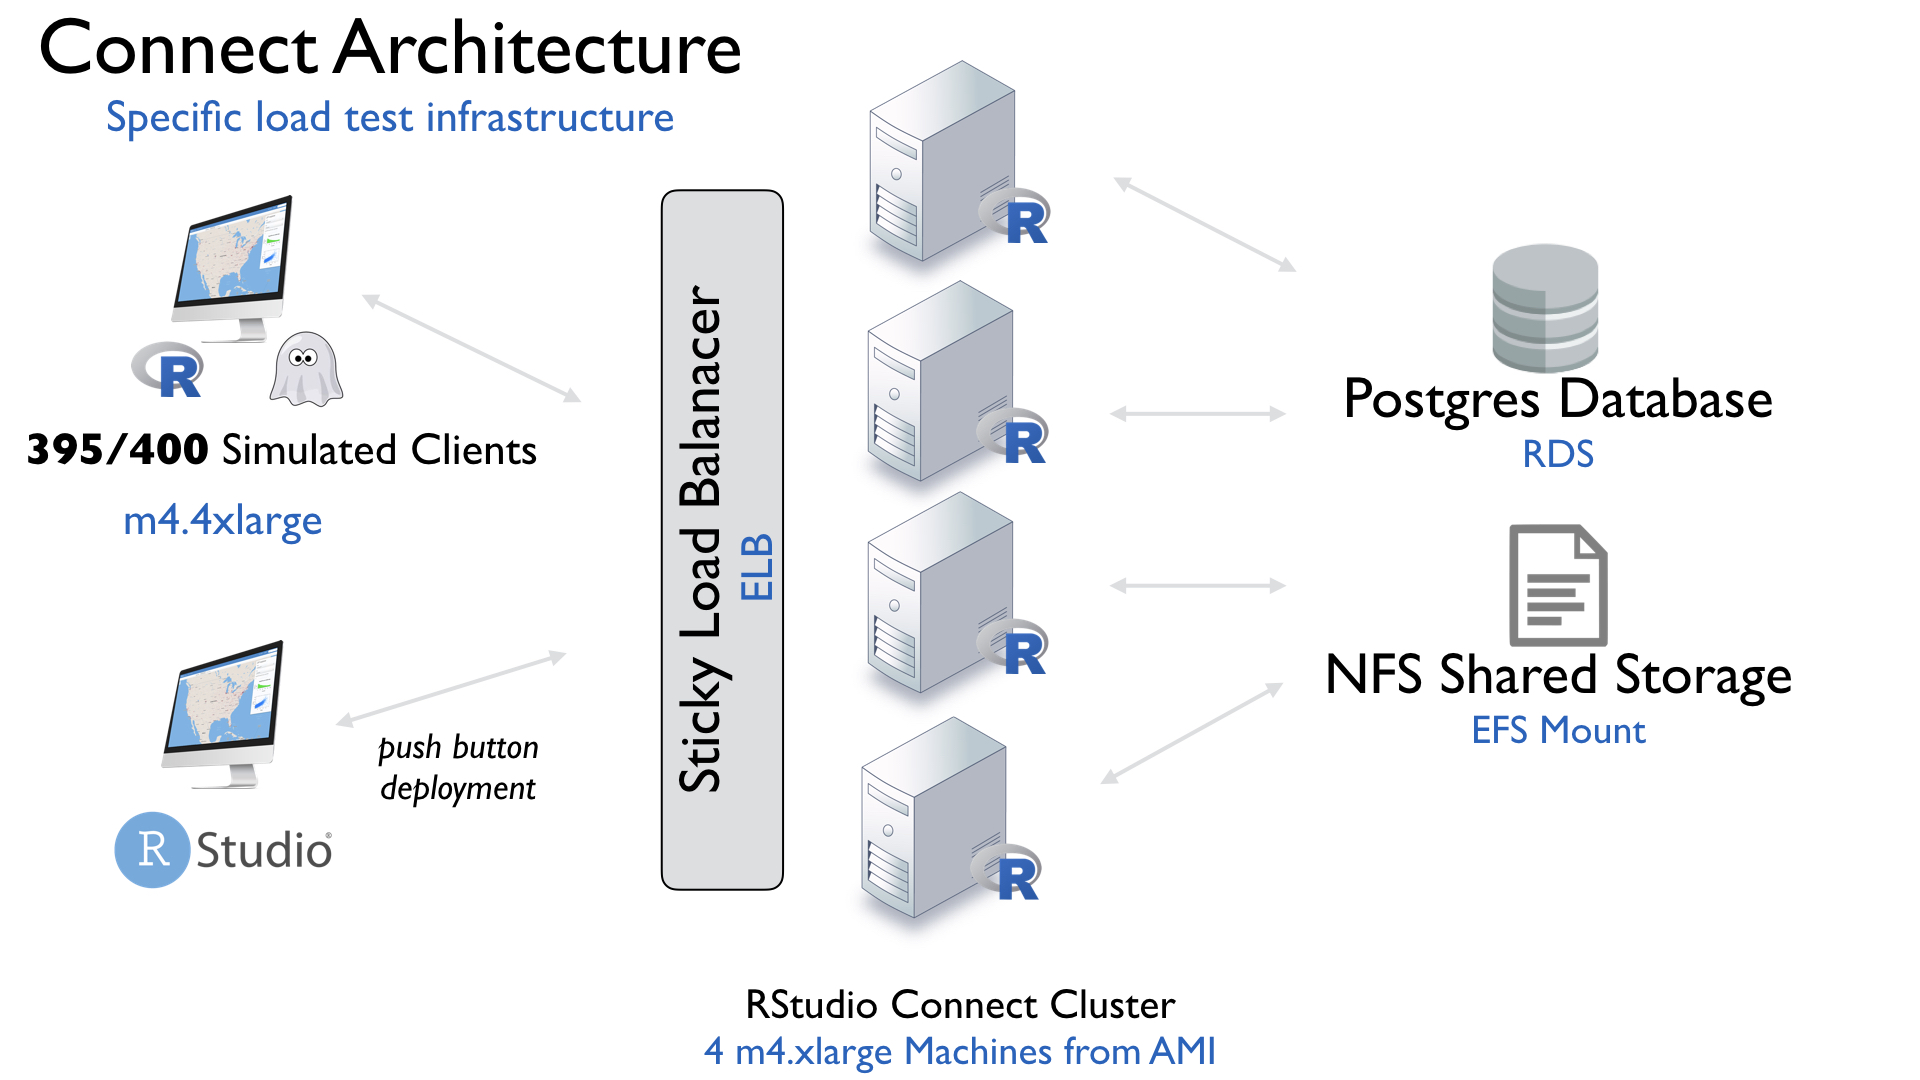 Connect Architecture
Specific load test infrastructure
R
395/400 Simulated Clients
m4.4xlarge
push button
deployment
R Studio®
Sticky Load Balanacer
ELB
R
R
R
R
RStudio Connect Cluster
4 m4.xlarge Machines from AMI
Postgres Database
RDS
NFS Shared Storage
EFS Mount